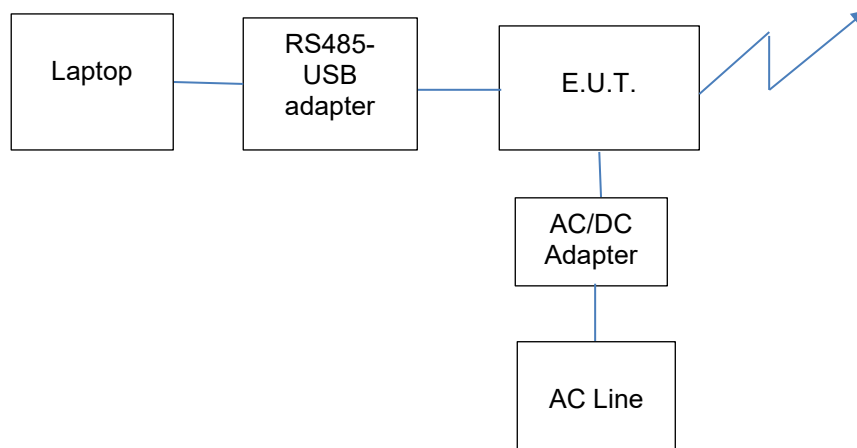 Laptop
RS485-
USB
adapter
E.U.T.
AC/DC
Adapter
AC Line